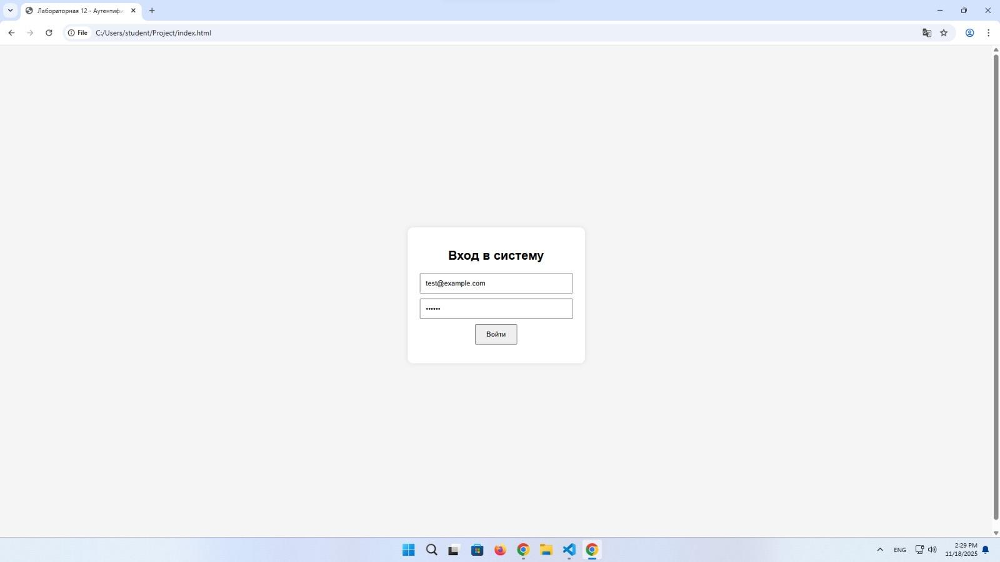 Лабораторная 12 - Аутентифи
File C:/Users/student/Project/index.html
Вход в систему
test@example.com
••••••
Войти
ENG
2:29 PM
11/18/2025